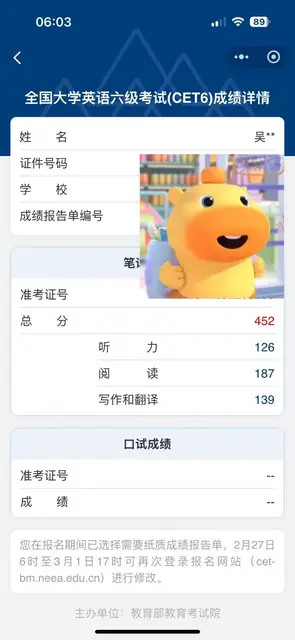 06:03
89
全国大学英语六级考试(CET6)成绩详情
姓 名 吴**
证件号码
学 校
成绩报告单编号
笔
准考证号
总 分 452
听 力 126
阅 读 187
写作和翻译 139
口试成绩
准考证号 --
成 绩 --
您在报名期间已选择需要纸质成绩报告单，2月27日
6时至3月1日17时可再次登录报名网站（cet-
bm.neea.edu.cn）进行修改。
主办单位：教育部教育考试院